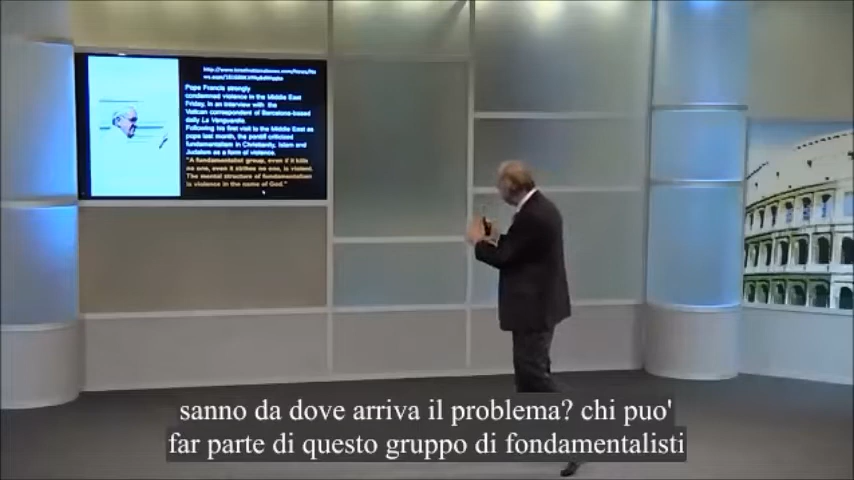 Pope Francis strongly
condemned violence in the Middle East
Friday, in an interview with the
Vatican correspondent of Barcelona-based
daily La Vanguardia.
Following his first visit to the Middle East as
pope last month, the pontiff criticized
fundamentalism in Christianity, Islam and
Judaism as a form of violence.
"A fundamentalist group, even if it kills
no one, even it strikes no one, is violent.
The mental structure of fundamentalism
is violence in the name of God."
sanno da dove arriva il problema? chi puo'
far parte di questo gruppo di fondamentalisti